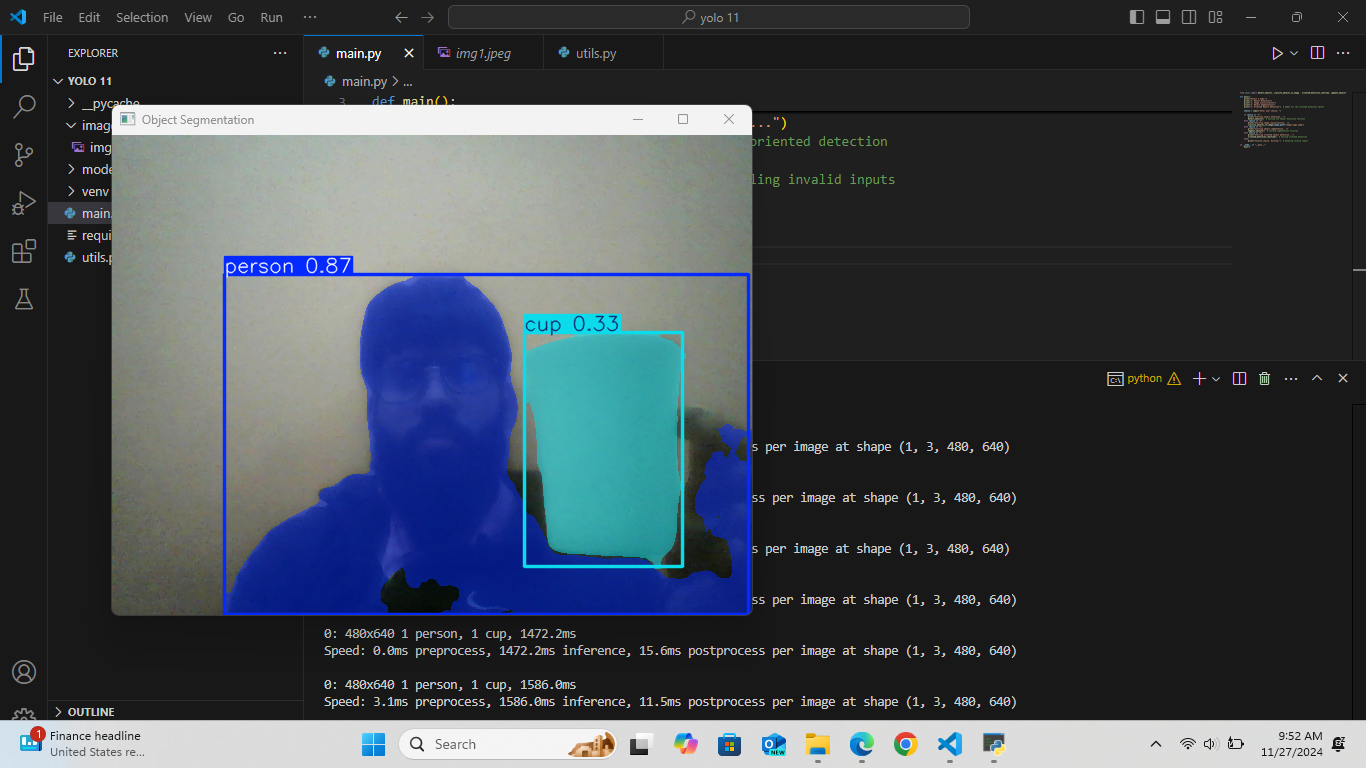 File Edit Selection View Go Run ··· yolo 11
EXPLORER ···
YOLO 11
__pycache
imag
img
mode
venv
main.
requi
utils.p
OUTLINE
main.py img1.jpeg utils.py
main.py > ...
3 def main():
...")
oriented detection
ling invalid inputs
Object Segmentation
person 0.87
cup 0.33
python
s per image at shape (1, 3, 480, 640)
ss per image at shape (1, 3, 480, 640)
s per image at shape (1, 3, 480, 640)
ss per image at shape (1, 3, 480, 640)
0: 480x640 1 person, 1 cup, 1472.2ms
Speed: 0.0ms preprocess, 1472.2ms inference, 15.6ms postprocess per image at shape (1, 3, 480, 640)
0: 480x640 1 person, 1 cup, 1586.0ms
Speed: 3.1ms preprocess, 1586.0ms inference, 11.5ms postprocess per image at shape (1, 3, 480, 640)
1
Finance headline
United States re...
Search
NEW
9:52 AM
11/27/2024